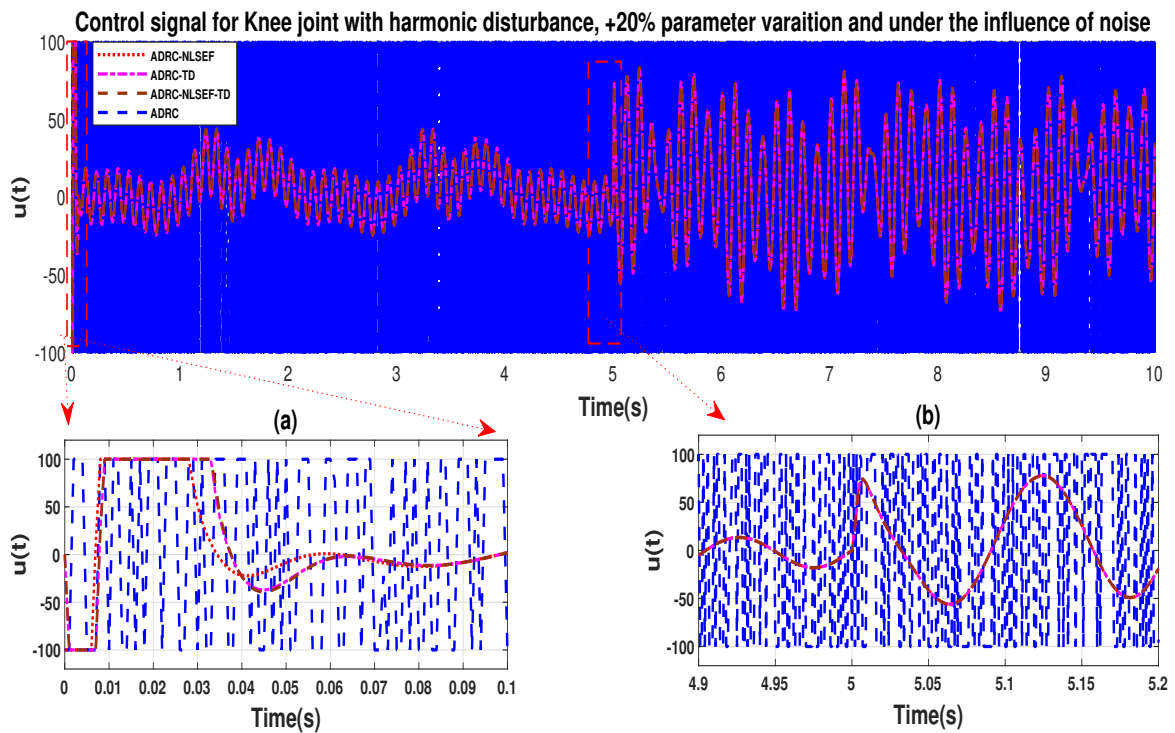 Control signal for Knee joint with harmonic disturbance, +20% parameter varaition and under the influence of noise
100
50
0
-50
-100
u(t)
ADRC-NLSEF
ADRC-TD
ADRC-NLSEF-TD
ADRC
0 1 2 3 4 5 6 7 8 9 10
Time(s)
(a)
100
50
0
-50
-100
u(t)
0 0.01 0.02 0.03 0.04 0.05 0.06 0.07 0.08 0.09 0.1
Time(s)
(b)
100
50
0
-50
-100
u(t)
4.9 4.95 5 5.05 5.1 5.15 5.2
Time(s)